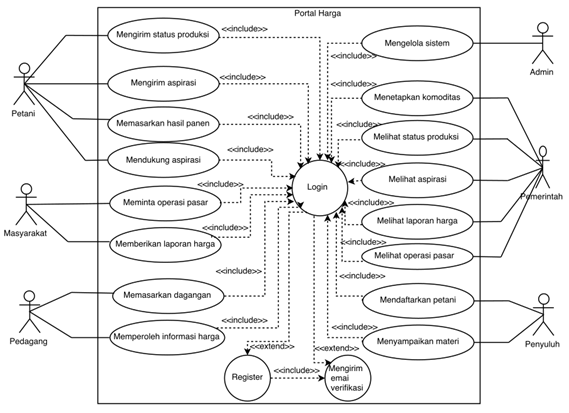 Portal Harga
Mengirim status produksi
<<include>>
<<include>>
Mengelola sistem
<<include>>
Admin
Petani
Mengirim aspirasi
<<include>>
<<include>>
Menetapkan komoditas
Memasarkan hasil panen
<<include>>
<<include>>
Melihat status produksi
Mendukung aspirasi
<<include>>
<<include>>
Melihat aspirasi
Login
Pemerintah
Masyarakat
Meminta operasi pasar
<<include>>
<<include>>
Melihat laporan harga
Memberikan laporan harga
<<include>>
<<include>>
Melihat operasi pasar
<<include>>
<<include>>
Pedagang
Memasarkan dagangan
Mendaftarkan petani
Memperoleh informasi harga
<<include>>
<<include>>
Menyampaikan materi
Penyuluh
<<extend>>
<<extend>>
Register
<<include>>
Mengirim
emai
verifikasi